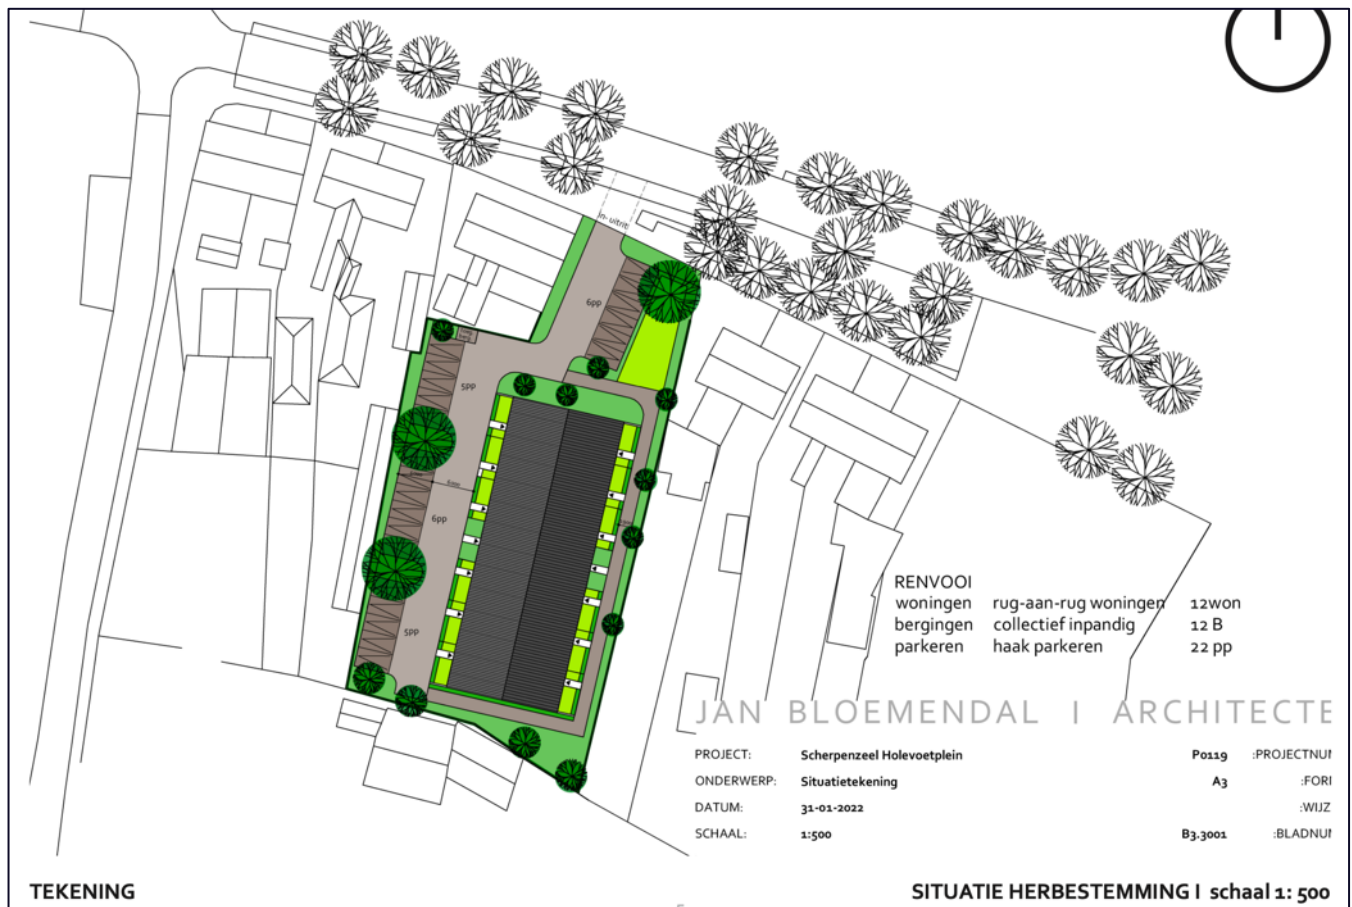 in- uitrit
6pp
5pp
6mm
6pp
5pp
RENVOOI
woningen rug-aan-rug woningen 12won
bergingen collectief inpandig 12 B
parkeren haak parkeren 22 pp
JAN BLOEMENDAL I ARCHITECTE
PROJECT: Scherpenzeel Holevoetplein P0119 :PROJECTNU
ONDERWERP: Situatietekening A3 :FOR
DATUM: 31-01-2022 :WIJZ
SCHAAL: 1:500 B3.3001 :BLADNU
TEKENING SITUATIE HERBESTEMMING I schaal 1: 500